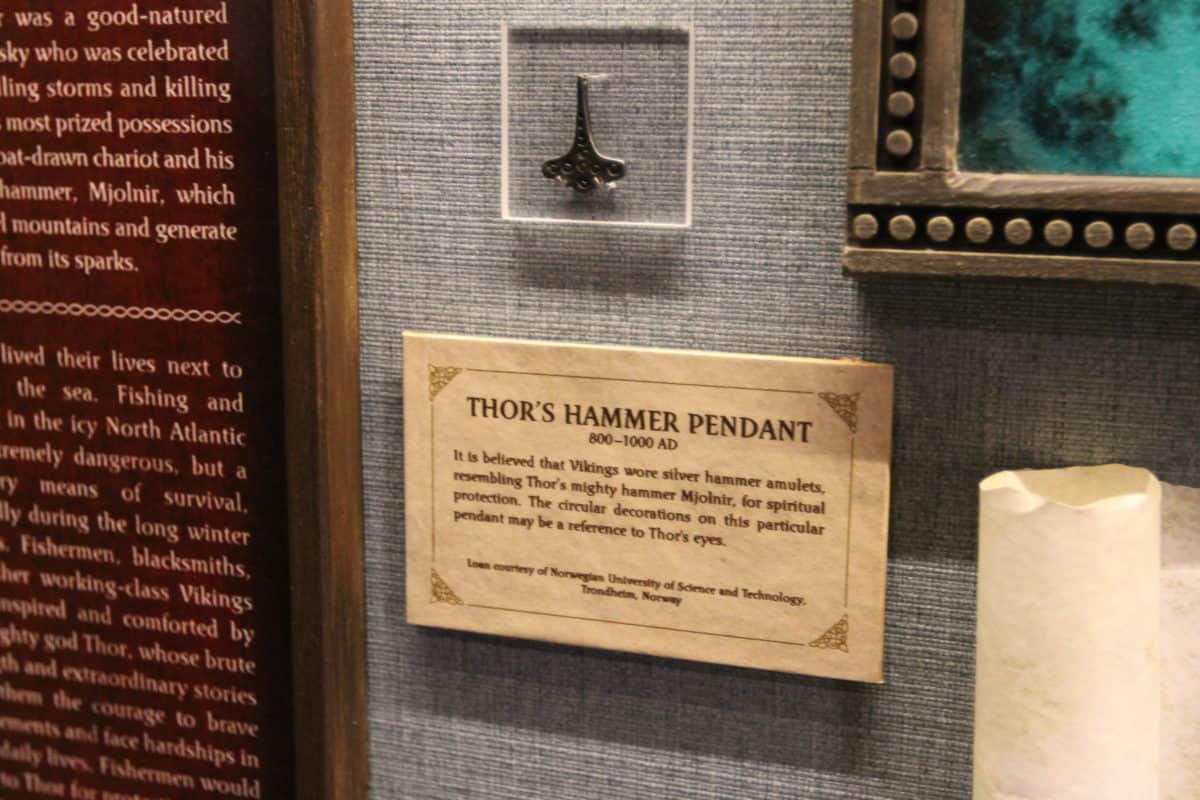 r was a good-natured
sky who was celebrated
lling storms and killing
most prized possessions
oat-drawn chariot and his
hammer, Mjolnir, which
l mountains and generate
from its sparks.
lived their lives next to
the sea. Fishing and
in the icy North Atlantic
tremely dangerous, but a
ry means of survival,
lly during the long winter
s. Fishermen, blacksmiths,
her working-class Vikings
nspired and comforted by
ghty god Thor, whose brute
th and extraordinary stories
them the courage to brave
ements and face hardships in
daily lives. Fishermen would
to Thor for
THOR'S HAMMER PENDANT
800–1000 AD
It is believed that Vikings wore silver hammer amulets,
resembling Thor's mighty hammer Mjolnir, for spiritual
protection. The circular decorations on this particular
pendant may be a reference to Thor's eyes.
Loan courtesy of Norwegian University of Science and Technology,
Trondheim, Norway